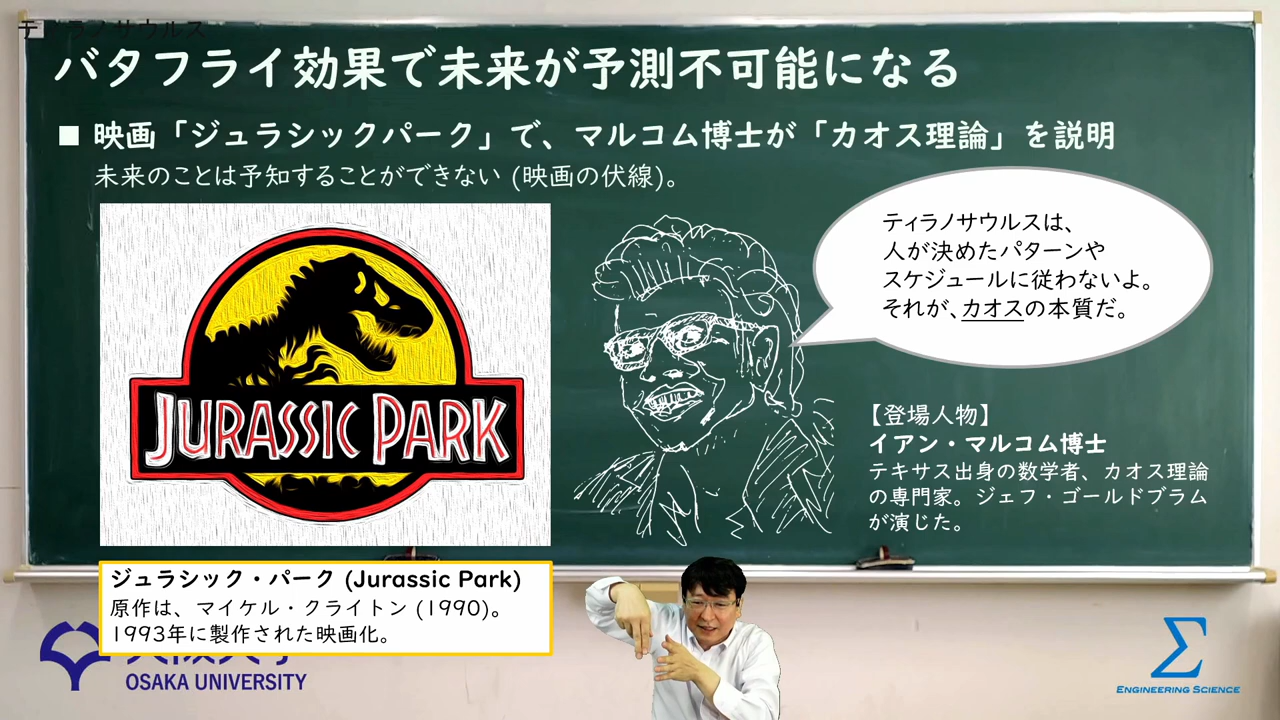 ティラノサウルス
バタフライ効果で未来が予測不可能になる
■ 映画「ジュラシックパーク」で、マルコム博士が「カオス理論」を説明
未来のことは予知することができない (映画の伏線)。
ティラノサウルスは、
人が決めたパターンや
スケジュールに従わないよ。
それが、カオスの本質だ。
JURASSIC PARK
【登場人物】
イアン・マルコム博士
テキサス出身の数学者、カオス理論
の専門家。ジェフ・ゴールドブラム
が演じた。
ジュラシック・パーク (Jurassic Park)
原作は、マイケル・クライトン (1990)。
1993年に製作された映画化。
OSAKA UNIVERSITY
Σ
ENGINEERING SCIENCE